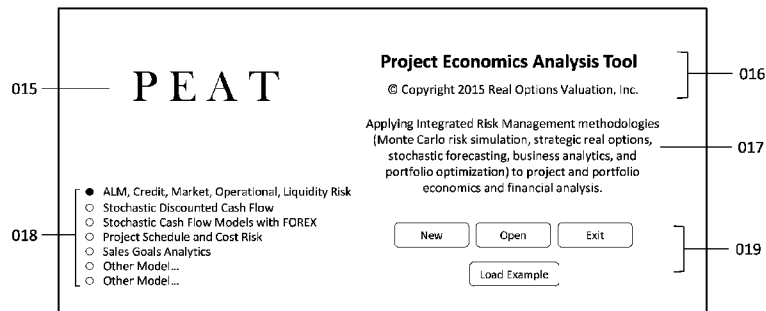 015
PEAT
Project Economics Analysis Tool
© Copyright 2015 Real Options Valuation, Inc.
016
Applying Integrated Risk Management methodologies
(Monte Carlo risk simulation, strategic real options,
stochastic forecasting, business analytics, and
portfolio optimization) to project and portfolio
economics and financial analysis.
017
018
ALM, Credit, Market, Operational, Liquidity Risk
Stochastic Discounted Cash Flow
Stochastic Cash Flow Models with FOREX
Project Schedule and Cost Risk
Sales Goals Analytics
Other Model...
Other Model...
New
Open
Exit
Load Example
019